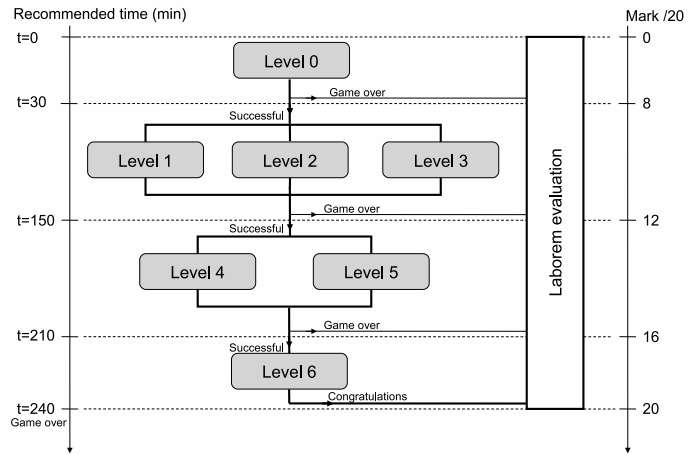 Recommended time (min)
Mark /20
t=0
0
Level 0
Game over
t=30
8
Successful
Level 1
Level 2
Level 3
Laborem evaluation
Game over
t=150
12
Successful
Level 4
Level 5
Game over
t=210
16
Successful
Level 6
Congratulations
t=240
20
Game over